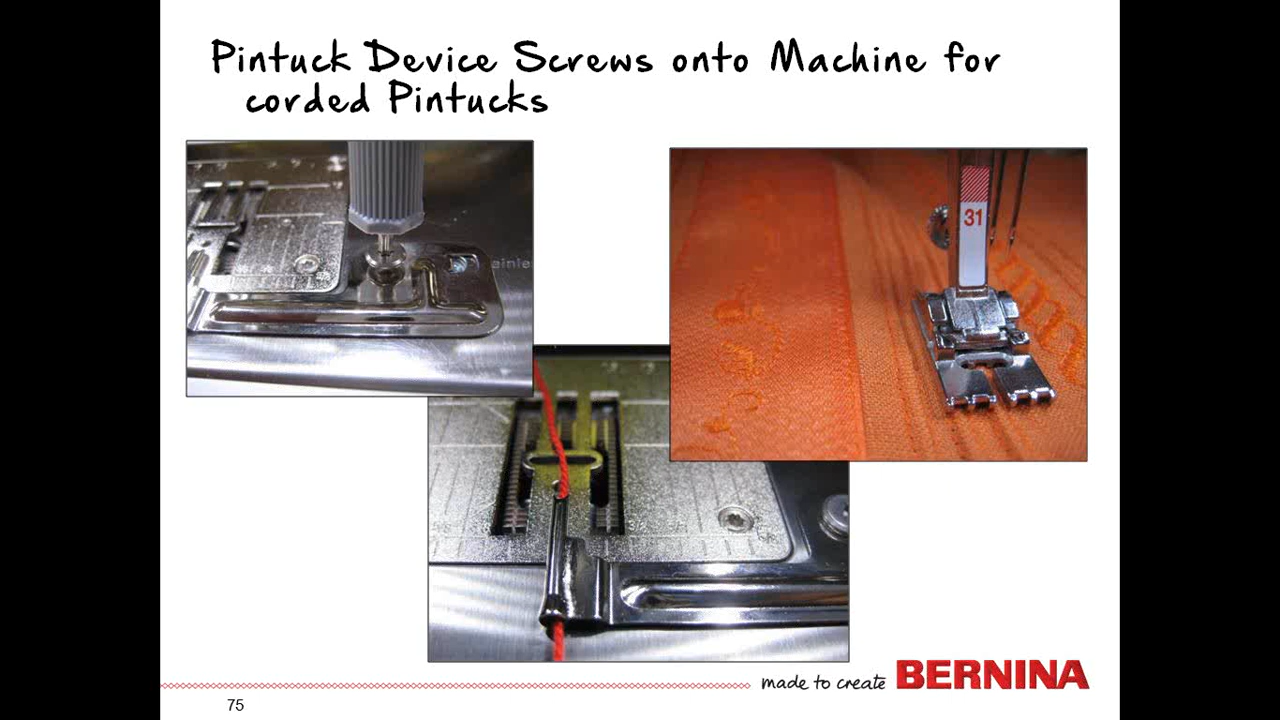 Pintuck Device Screws onto Machine for
corded Pintucks
31
made to create BERNINA
75